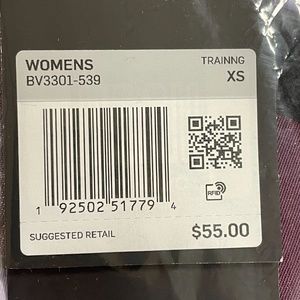 WOMENS TRAINNG
BV3301-539 XS
RFID
1 92502 51779 4
SUGGESTED RETAIL $55.00